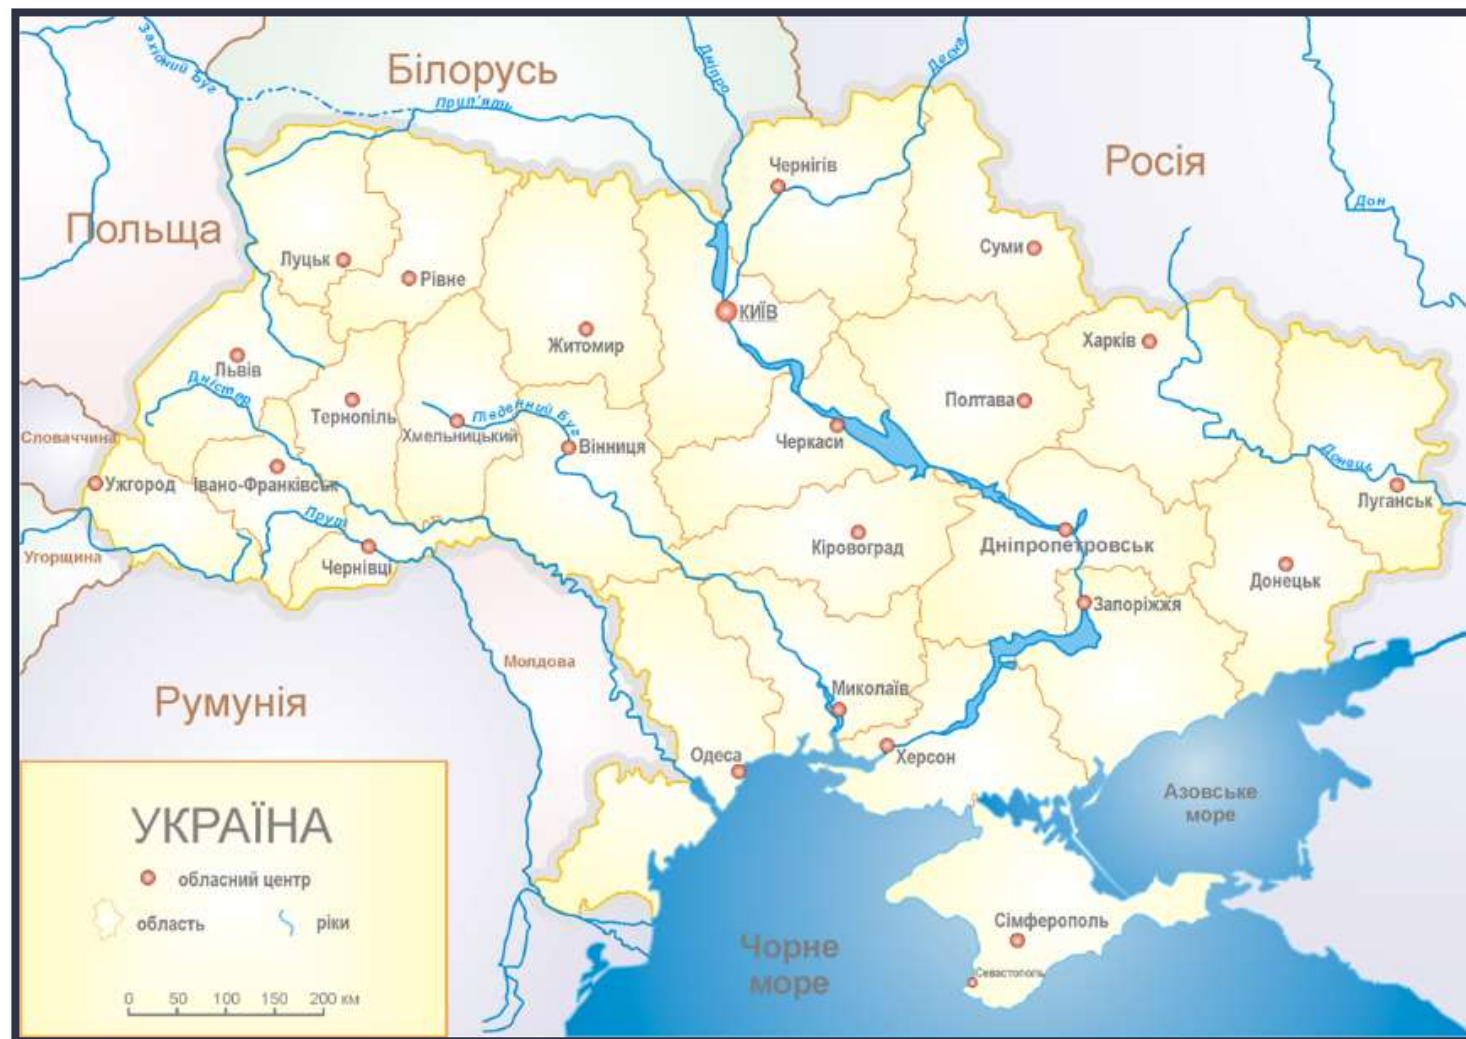 Західний Буг
Білорусь
Дніпро
Десна
Прип'ять
Чернігів
Росія
Дон
Польща
Луцьк
Рівне
Суми
КИЇВ
Житомир
Харків
Львів
Дністер
Тернопіль
Південний Буг
Хмельницький
Вінниця
Полтава
Черкаси
Словаччина
Донець
Ужгород
Івано-Франківськ
Луганськ
Прут
Кіровоград
Дніпропетровськ
Угорщина
Чернівці
Донецьк
Запоріжжя
Молдова
Румунія
Миколаїв
Одеса
Херсон
Азовське
море
УКРАЇНА
обласний центр
область
ріки
0 50 100 150 200 км
Сімферополь
Севастополь
Чорне
море